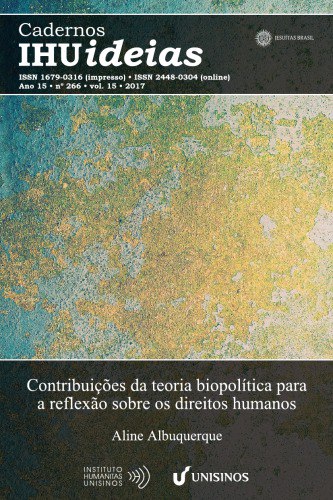 Cadernos
IHUideias
JESUITAS BRASIL
ISSN 1679-0316 (impresso) • ISSN 2448-0304 (online)
Ano 15 • nº 266 • vol. 15 • 2017
Contribuições da teoria biopolítica para
a reflexão sobre os direitos humanos
Aline Albuquerque
INSTITUTO
HUMANITAS
UNISINOS
UNISINOS